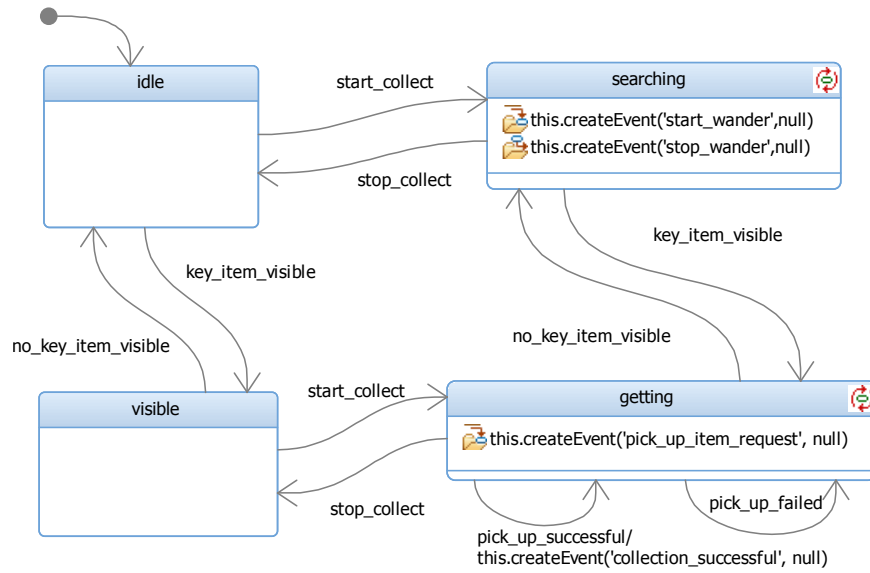 idle
start_collect
searching
this.createEvent('start_wander',null)
this.createEvent('stop_wander',null)
stop_collect
key_item_visible
key_item_visible
no_key_item_visible
no_key_item_visible
visible
start_collect
getting
this.createEvent('pick_up_item_request', null)
stop_collect
pick_up_failed
pick_up_successful/
this.createEvent('collection_successful', null)